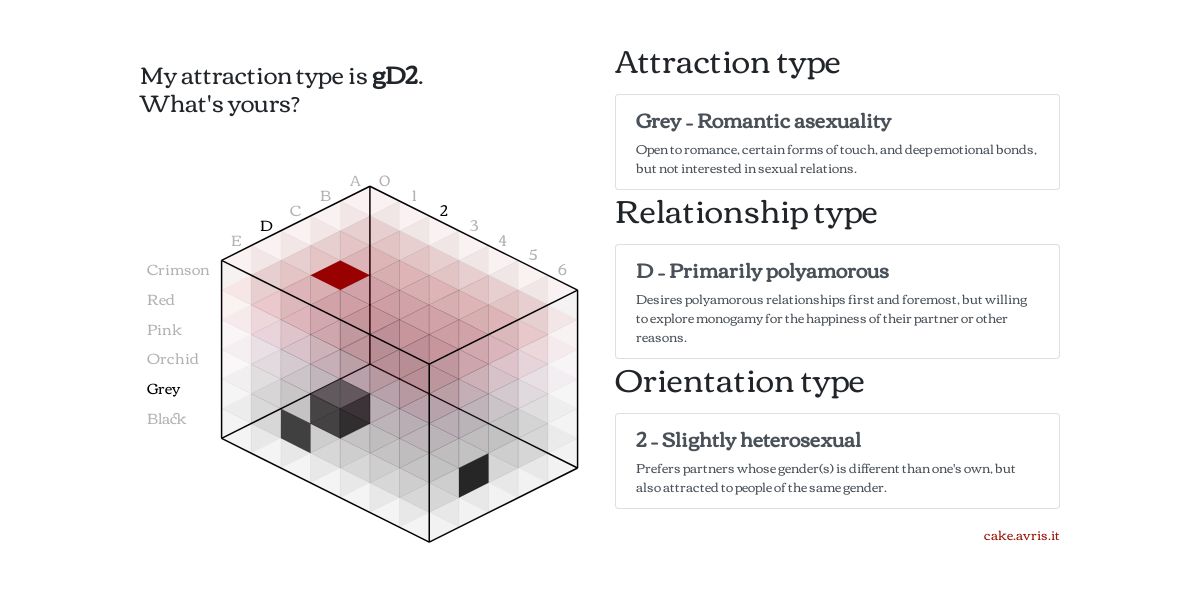 My attraction type is gD2.
What's yours?
A O
B 1
C 2
D 3
E 4
5
6
Crimson
Red
Pink
Orchid
Grey
Black
Attraction type
Grey – Romantic asexuality
Open to romance, certain forms of touch, and deep emotional bonds,
but not interested in sexual relations.
Relationship type
D – Primarily polyamorous
Desires polyamorous relationships first and foremost, but willing
to explore monogamy for the happiness of their partner or other
reasons.
Orientation type
2 – Slightly heterosexual
Prefers partners whose gender(s) is different than one's own, but
also attracted to people of the same gender.
cake.avris.it